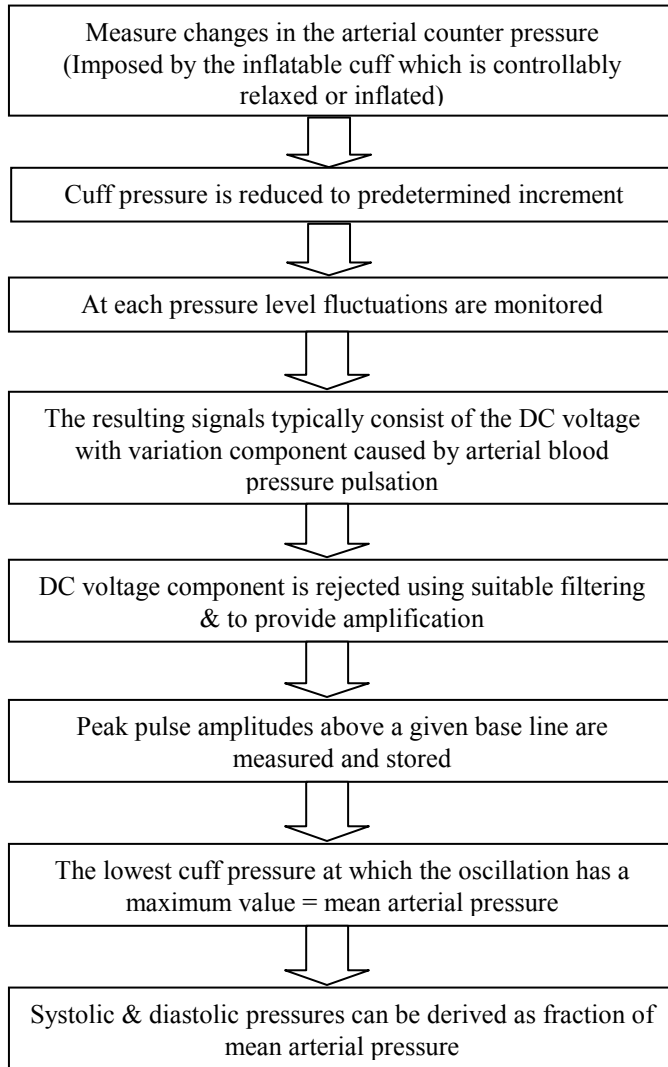 Measure changes in the arterial counter pressure
(Imposed by the inflatable cuff which is controllably
relaxed or inflated)
Cuff pressure is reduced to predetermined increment
At each pressure level fluctuations are monitored
The resulting signals typically consist of the DC voltage
with variation component caused by arterial blood
pressure pulsation
DC voltage component is rejected using suitable filtering
& to provide amplification
Peak pulse amplitudes above a given base line are
measured and stored
The lowest cuff pressure at which the oscillation has a
maximum value = mean arterial pressure
Systolic & diastolic pressures can be derived as fraction of
mean arterial pressure